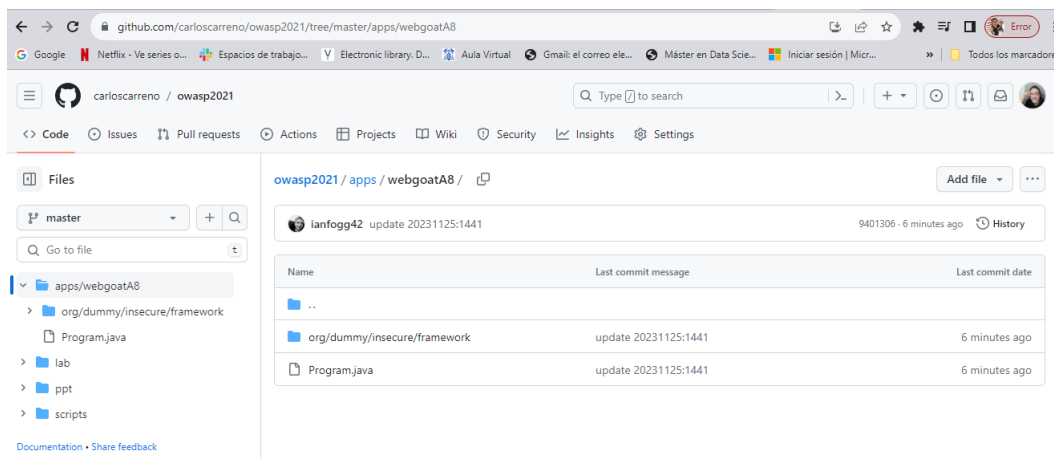 github.com/carloscarreno/owasp2021/tree/master/apps/webgoatA8 Error
Google Netflix - Ve series o... Espacios de trabajo... Electronic library. D... Aula Virtual Gmail: el correo ele... Máster en Data Scie... Iniciar sesión | Micr... » Todos los marcadore
carloscarreno / owasp2021 Type / to search
<> Code Issues Pull requests Actions Projects Wiki Security Insights Settings
Files
owasp2021 / apps / webgoatA8 / Add file ...
master
ianfogg42 update 20231125:1441 9401306 · 6 minutes ago History
Go to file t
Name Last commit message Last commit date
apps/webgoatA8
..
org/dummy/insecure/framework
org/dummy/insecure/framework update 20231125:1441 6 minutes ago
Program.java
Program.java update 20231125:1441 6 minutes ago
lab
ppt
scripts
Documentation • Share feedback